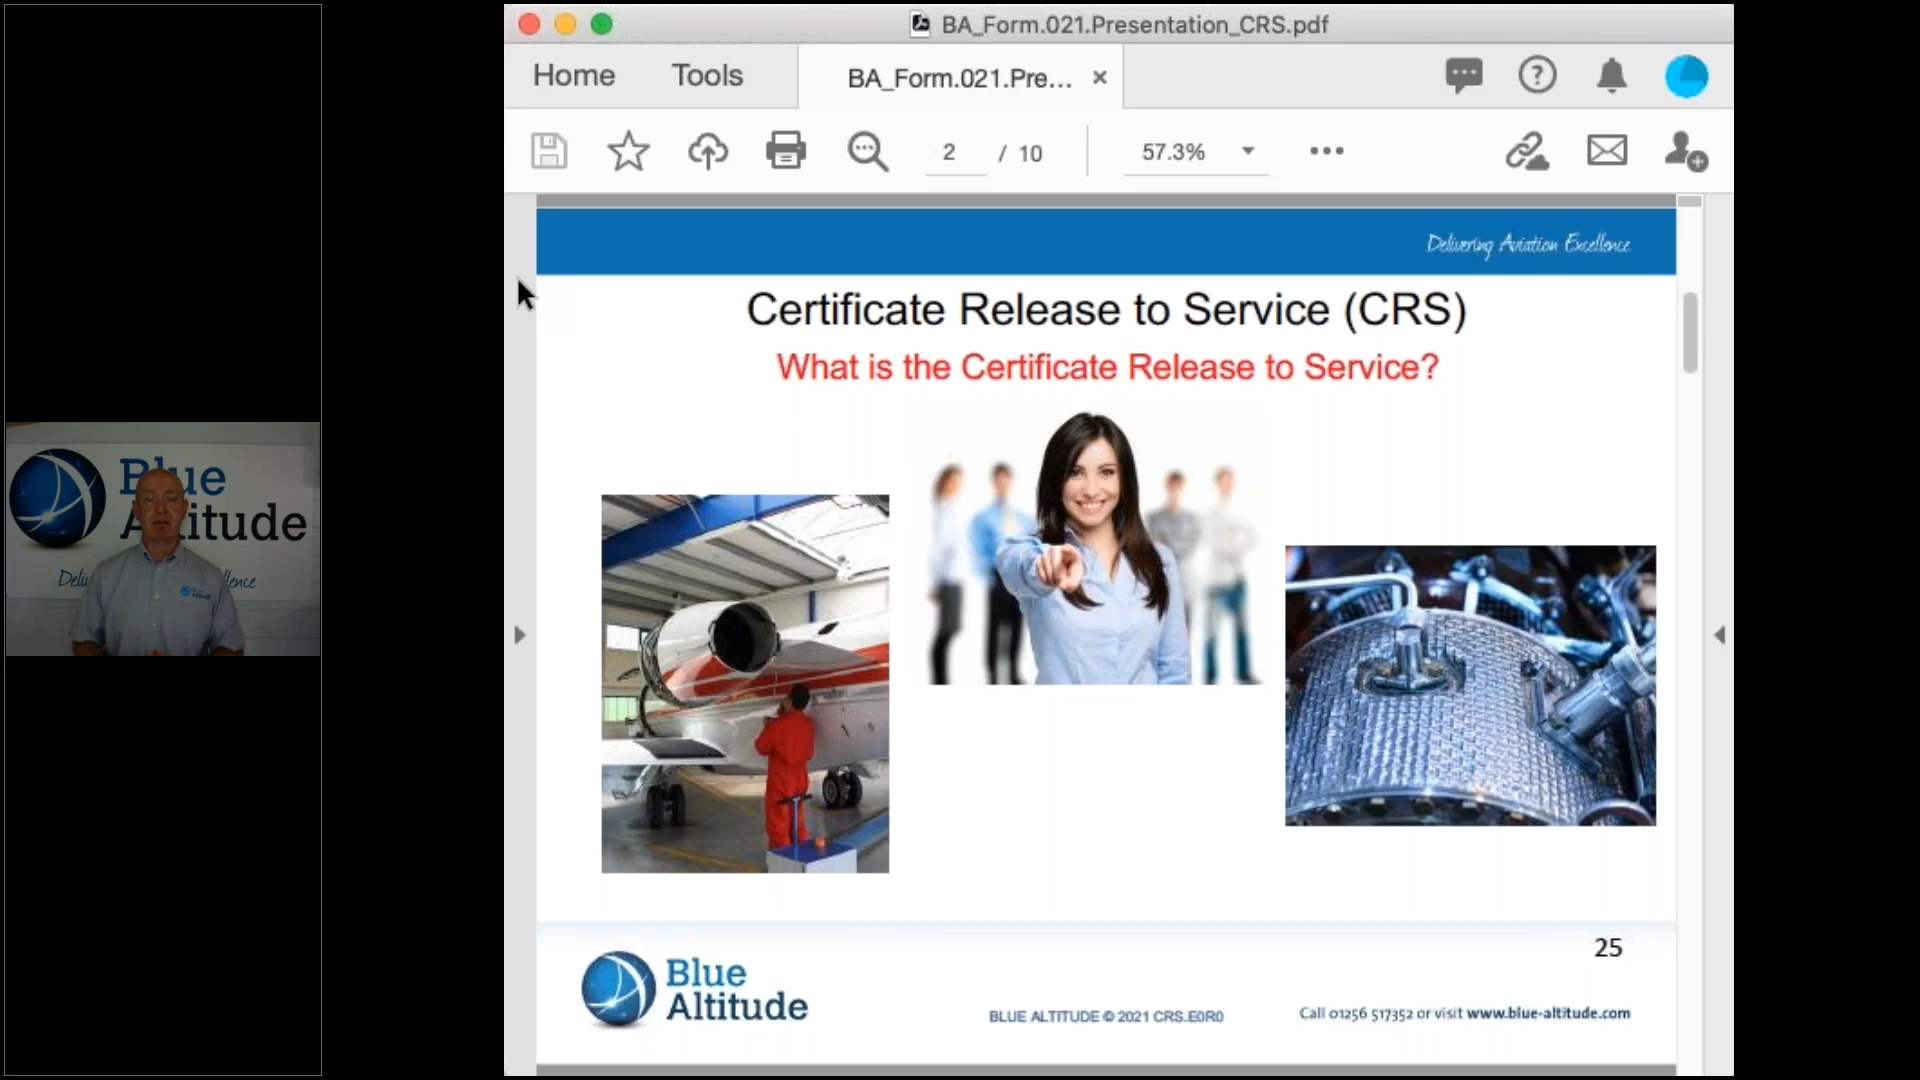 BA_Form.021.Presentation_CRS.pdf
Home
Tools
BA_Form.021.Pre...
2 / 10
57.3%
Delivering Aviation Excellence
Certificate Release to Service (CRS)
What is the Certificate Release to Service?
Blue
Altitude
25
BLUE ALTITUDE © 2021 CRS.E0R0
Call 01256 517352 or visit www.blue-altitude.com
Blue